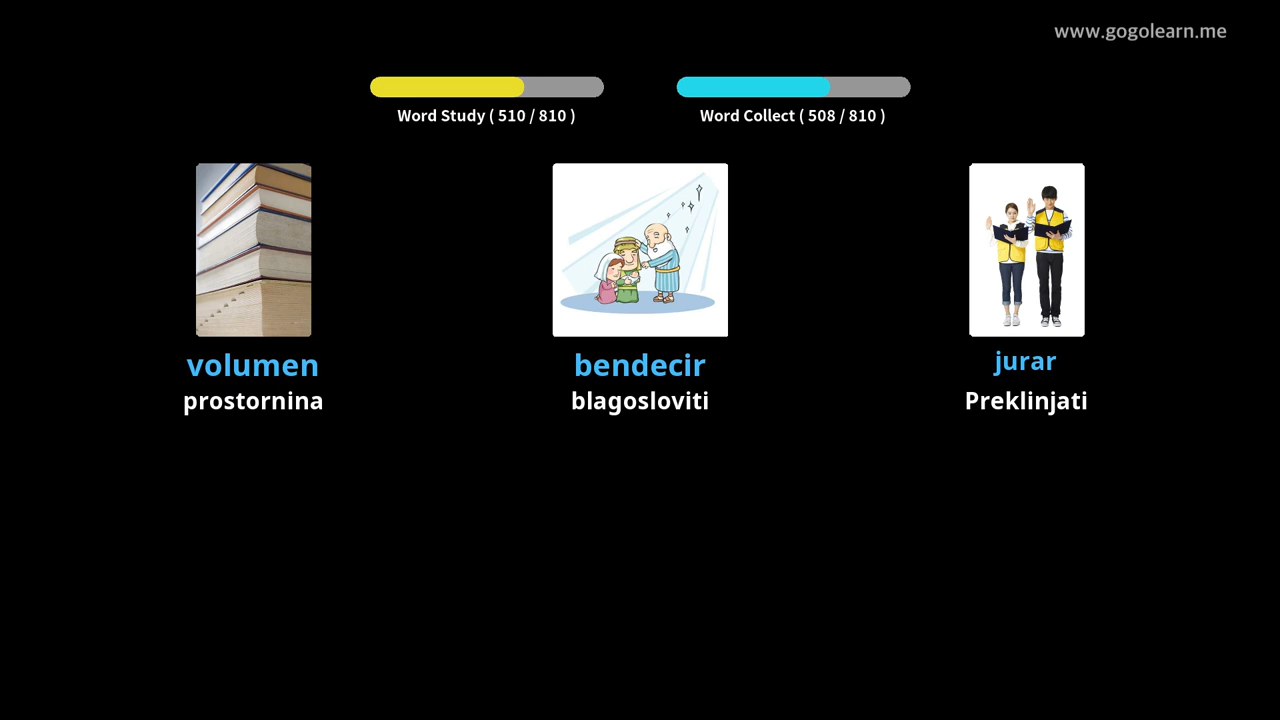 www.gogolearn.me
Word Study ( 510 / 810 )
Word Collect ( 508 / 810 )
volumen
prostornina
bendecir
blagosloviti
jurar
Preklinjati